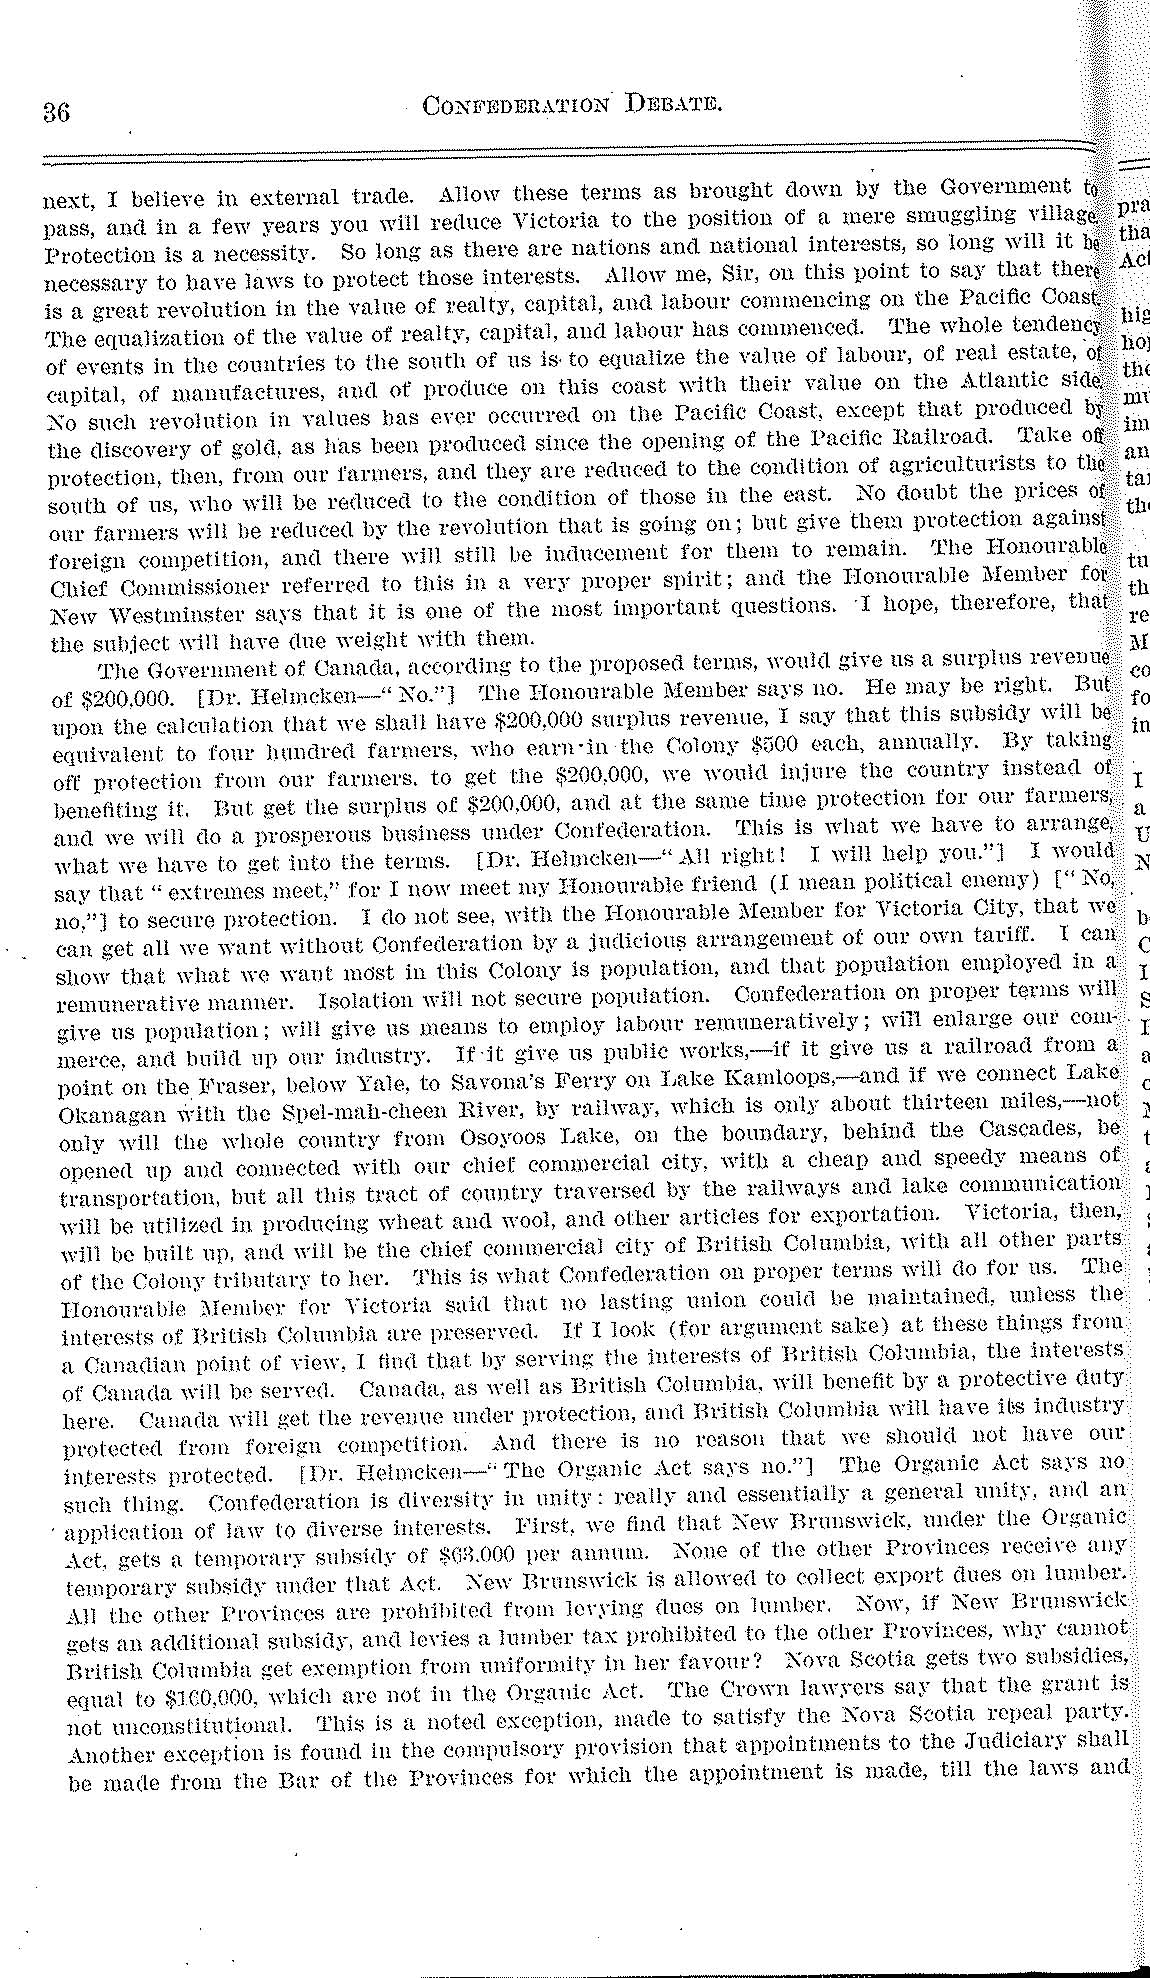 36
CONFEDERATION DEBATE.
next, I believe in external trade. Allow these terms as brought down by the Government to
pass, and in a few years you will reduce Victoria to the position of a mere smuggling village
Protection is a necessity. So long as there are nations and national interests, so long will it be
necessary to have laws to protect those interests. Allow me, Sir, on this point to say that there
is a great revolution in the value of realty, capital, and labour commencing on the Pacific Coast.
The equalization of the value of realty, capital, and labour has commenced. The whole tendency
of events in the countries to the south of us is to equalize the value of labour, of real estate, of
capital, of manufactures, and of produce on this coast with their value on the Atlantic side
No such revolution in values has ever occurred on the Pacific Coast, except that produced by
the discovery of gold, as has been produced since the opening of the Pacific Railroad. Take off
protection, then, from our farmers, and they are reduced to the condition of agriculturists to the
south of us, who will be reduced to the condition of those in the east. No doubt the prices of
our farmers will be reduced by the revolution that is going on; but give them protection against
foreign competition, and there will still be inducement for them to remain. The Honourable
Chief Commissioner referred to this in a very proper spirit; and the Honourable Member for
New Westminster says that it is one of the most important questions. I hope, therefore, that
the subject will have due weight with them.
The Government of Canada, according to the proposed terms, would give us a surplus revenue
of $200,000. [Dr. Helmcken—"No."] The Honourable Member says no. He may be right. But
upon the calculation that we shall have $200,000 surplus revenue, I say that this subsidy will be
equivalent to four hundred farmers, who earn in the Colony $500 each, annually. By taking
off protection from our farmers, to get the $200,000, we would injure the country instead of
benefiting it. But get the surplus of $200,000, and at the same time protection for our farmers,
and we will do a prosperous business under Confederation. This is what we have to arrange,
what we have to get into the terms. [Dr. Helmcken—"All right! I will help you."] I would
say that "extremes meet," for I now meet my Honourable friend (I mean political enemy) ["No,
no,"] to secure protection. I do not see, with the Honourable Member for Victoria City, that we
can get all we want without Confederation by a judicious arrangement of our own tariff. I can
show that what we want most in this Colony is population, and that population employed in a
remunerative manner. Isolation will not secure population. Confederation on proper terms will
give us population; will give us means to employ labour remuneratively; will enlarge our com-
merce, and build up our industry. If it give us public works,—if it give us a railroad from a
point on the Fraser, below Yale, to Savona's Ferry on Lake Kamloops,—and if we connect Lake
Okanagan with the Spel-mah-cheen River, by railway, which is only about thirteen miles,—not
only will the whole country from Osoyoos Lake, on the boundary, behind the Cascades, be
opened up and connected with our chief commercial city, with a cheap and speedy means of
transportation, but all this tract of country traversed by the railways and lake communication
will be utilized in producing wheat and wool, and other articles for exportation. Victoria, then,
will be built up, and will be the chief commercial city of British Columbia, with all other parts
of the Colony tributary to her. This is what Confederation on proper terms will do for us. The
Honourable Member for Victoria said that no lasting union could be maintained, unless the
interests of British Columbia are preserved. If I look (for argument sake) at these things from
a Canadian point of view, I find that by serving the interests of British Columbia, the interests
of Canada will be served. Canada, as well as British Columbia, will benefit by a protective duty
here. Canada will get the revenue under protection, and British Columbia will have its industry
protected from foreign competition. And there is no reason that we should not have our
interests protected. [Dr. Helmcken—"The Organic Act says no."] The Organic Act says no
such thing. Confederation is diversity in unity: really and essentially a general unity, and an
application of law to diverse interests. First, we find that New Brunswick, under the Organic
Act, gets a temporary subsidy of $63,000 per annum. None of the other Provinces receive any
temporary subsidy under that Act. New Brunswick is allowed to collect export dues on lumber.
All the other Provinces are prohibited from levying dues on lumber. Now, if New Brunswick
gets an additional subsidy, and levies a lumber tax prohibited to the other Provinces, why cannot
British Columbia get exemption from uniformity in her favour? Nova Scotia gets two subsidies,
equal to $160,000, which are not in the Organic Act. The Crown lawyers say that the grant is
not unconstitutional. This is a noted exception, made to satisfy the Nova Scotia repeal party.
Another exception is found in the compulsory provision that appointments to the Judiciary shall
be made from the Bar of the Provinces for which the appointment is made, till the laws and